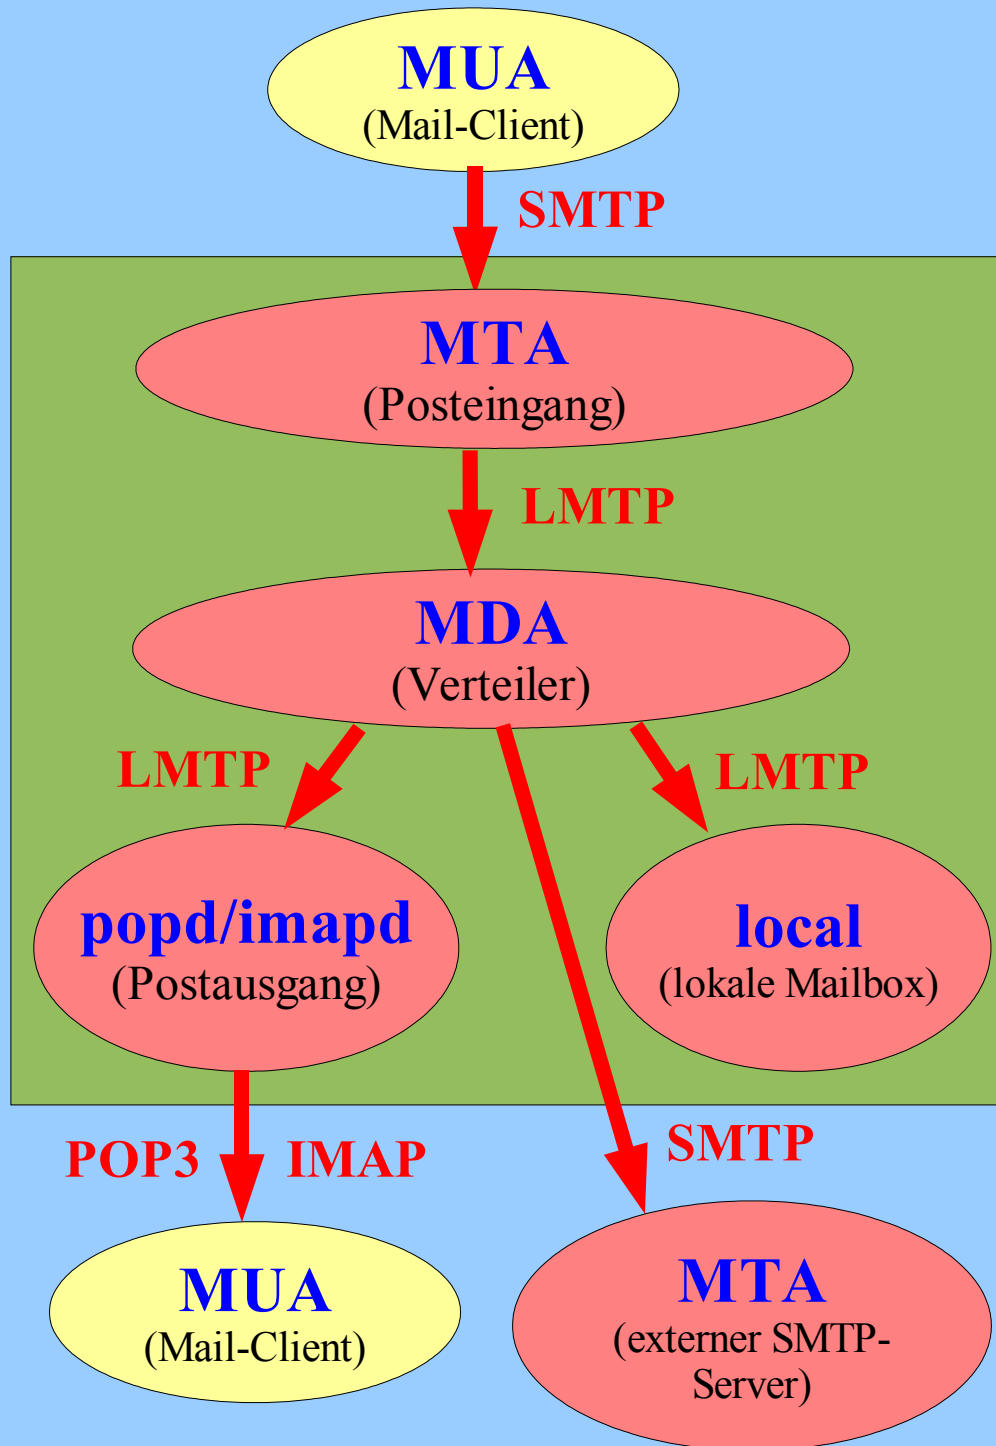 MUA
(Mail-Client)
SMTP
MTA
(Posteingang)
LMTP
MDA
(Verteiler)
LMTP
LMTP
popd/imapd
(Postausgang)
local
(lokale Mailbox)
POP3
IMAP
SMTP
MUA
(Mail-Client)
MTA
(externer SMTP-
Server)